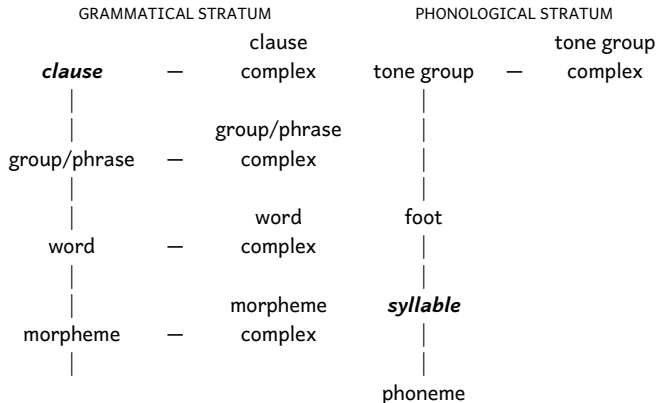 GRAMMATICAL STRATUM PHONOLOGICAL STRATUM
clause tone group
clause — complex tone group — complex
group/phrase
group/phrase — complex
word foot
word — complex
morpheme syllable
morpheme — complex
phoneme